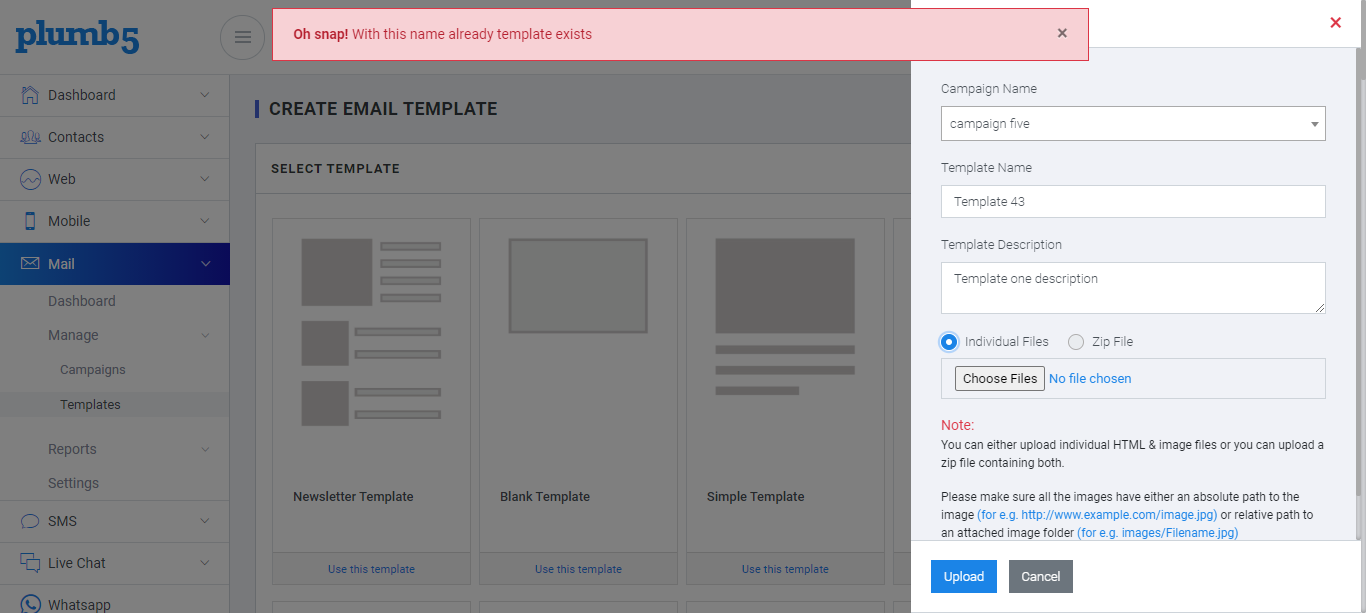 plumb5
Oh snap! With this name already template exists
×
×
Dashboard
Contacts
Web
Mobile
Mail
Dashboard
Manage
Campaigns
Templates
Reports
Settings
SMS
Live Chat
Whatsapp
CREATE EMAIL TEMPLATE
SELECT TEMPLATE
Newsletter Template
Use this template
Blank Template
Use this template
Simple Template
Use this template
Campaign Name
campaign five
Template Name
Template 43
Template Description
Template one description
Individual Files Zip File
Choose Files No file chosen
Note:
You can either upload individual HTML & image files or you can upload a
zip file containing both.
Please make sure all the images have either an absolute path to the
image (for e.g. http://www.example.com/image.jpg) or relative path to
an attached image folder (for e.g. images/Filename.jpg)
Upload Cancel